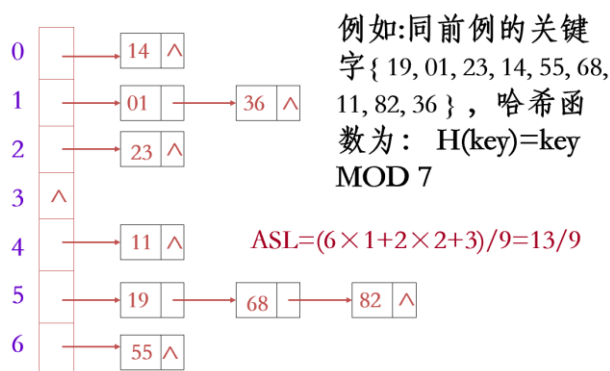 例如:同前例的关键
字{ 19, 01, 23, 14, 55, 68,
11, 82, 36 } ，哈希函
数为： H(key)=key
MOD 7
0 14 ∧
1 01 36 ∧
2 23 ∧
3 ∧
4 11 ∧
ASL=(6×1+2×2+3)/9=13/9
5 19 68 82 ∧
6 55 ∧